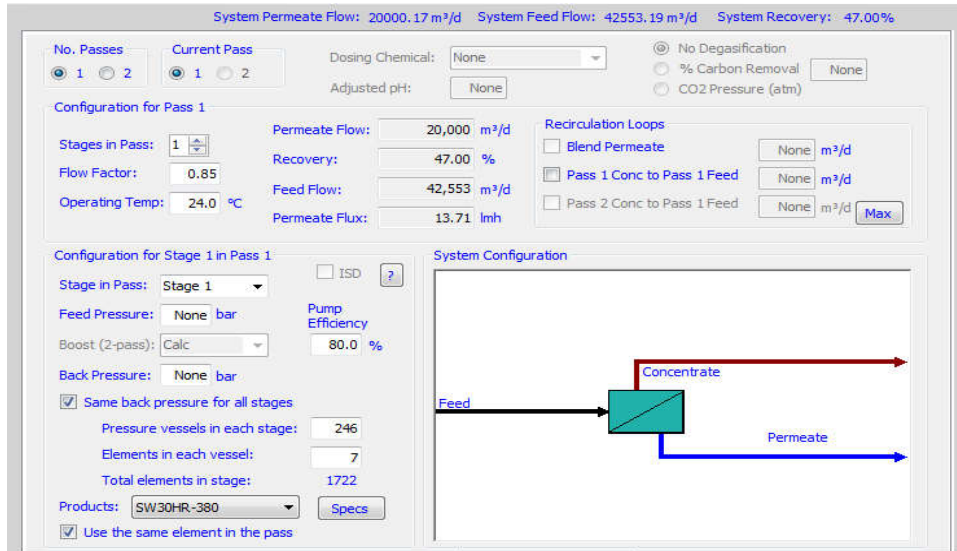 System Permeate Flow: 20000.17 m³/d System Feed Flow: 42553.19 m³/d System Recovery: 47.00%
No. Passes
1 2
Current Pass
1 2
Dosing Chemical: None
Adjusted pH: None
No Degasification
% Carbon Removal None
CO2 Pressure (atm)
Configuration for Pass 1
Stages in Pass: 1
Flow Factor: 0.85
Operating Temp: 24.0 ºC
Permeate Flow: 20,000 m³/d
Recovery: 47.00 %
Feed Flow: 42,553 m³/d
Permeate Flux: 13.71 lmh
Recirculation Loops
Blend Permeate None m³/d
Pass 1 Conc to Pass 1 Feed None m³/d
Pass 2 Conc to Pass 1 Feed None m³/d Max
Configuration for Stage 1 in Pass 1
ISD ?
Stage in Pass: Stage 1
Feed Pressure: None bar
Pump
Efficiency
Boost (2-pass): Calc 80.0 %
Back Pressure: None bar
Same back pressure for all stages
Pressure vessels in each stage: 246
Elements in each vessel: 7
Total elements in stage: 1722
Products: SW30HR-380 Specs
Use the same element in the pass
System Configuration
Concentrate
Feed
Permeate